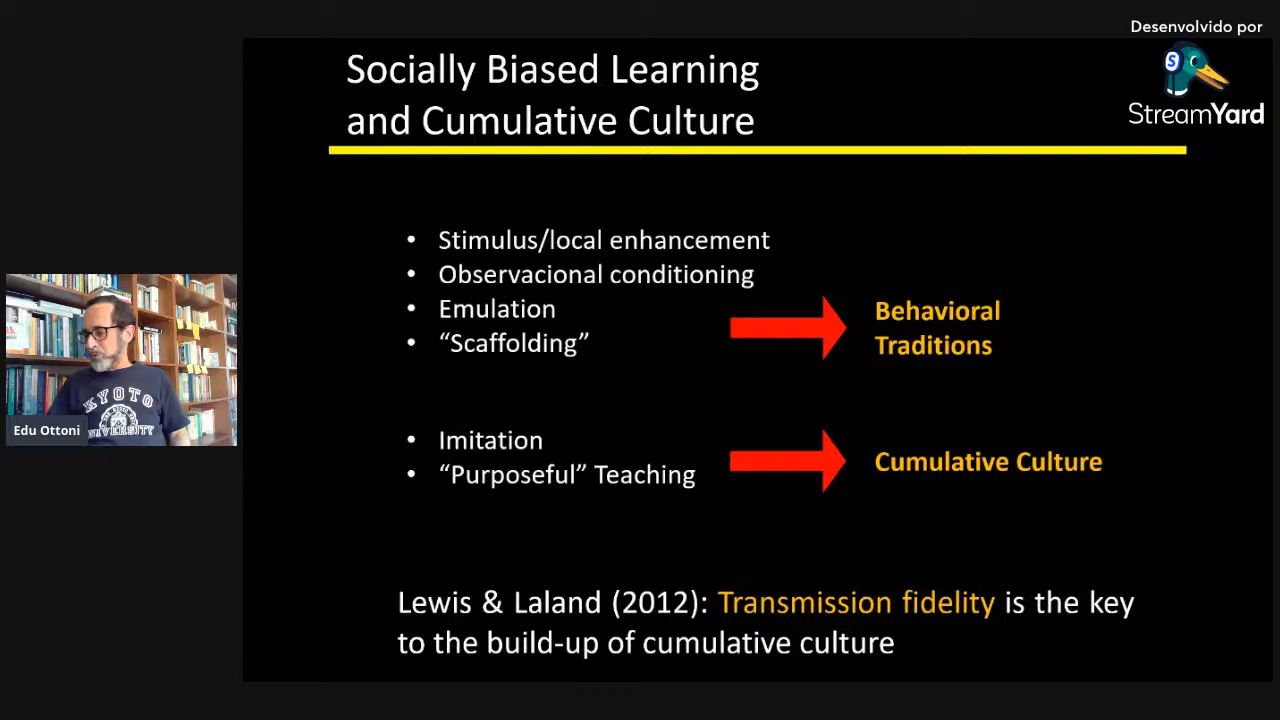 Desenvolvido por
StreamYard
Socially Biased Learning
and Cumulative Culture
• Stimulus/local enhancement
• Observacional conditioning
• Emulation
• “Scaffolding”
Behavioral
Traditions
• Imitation
• “Purposeful” Teaching
Cumulative Culture
Lewis & Laland (2012): Transmission fidelity is the key
to the build-up of cumulative culture
KYOTO
UNIVERSITY
Edu Ottoni